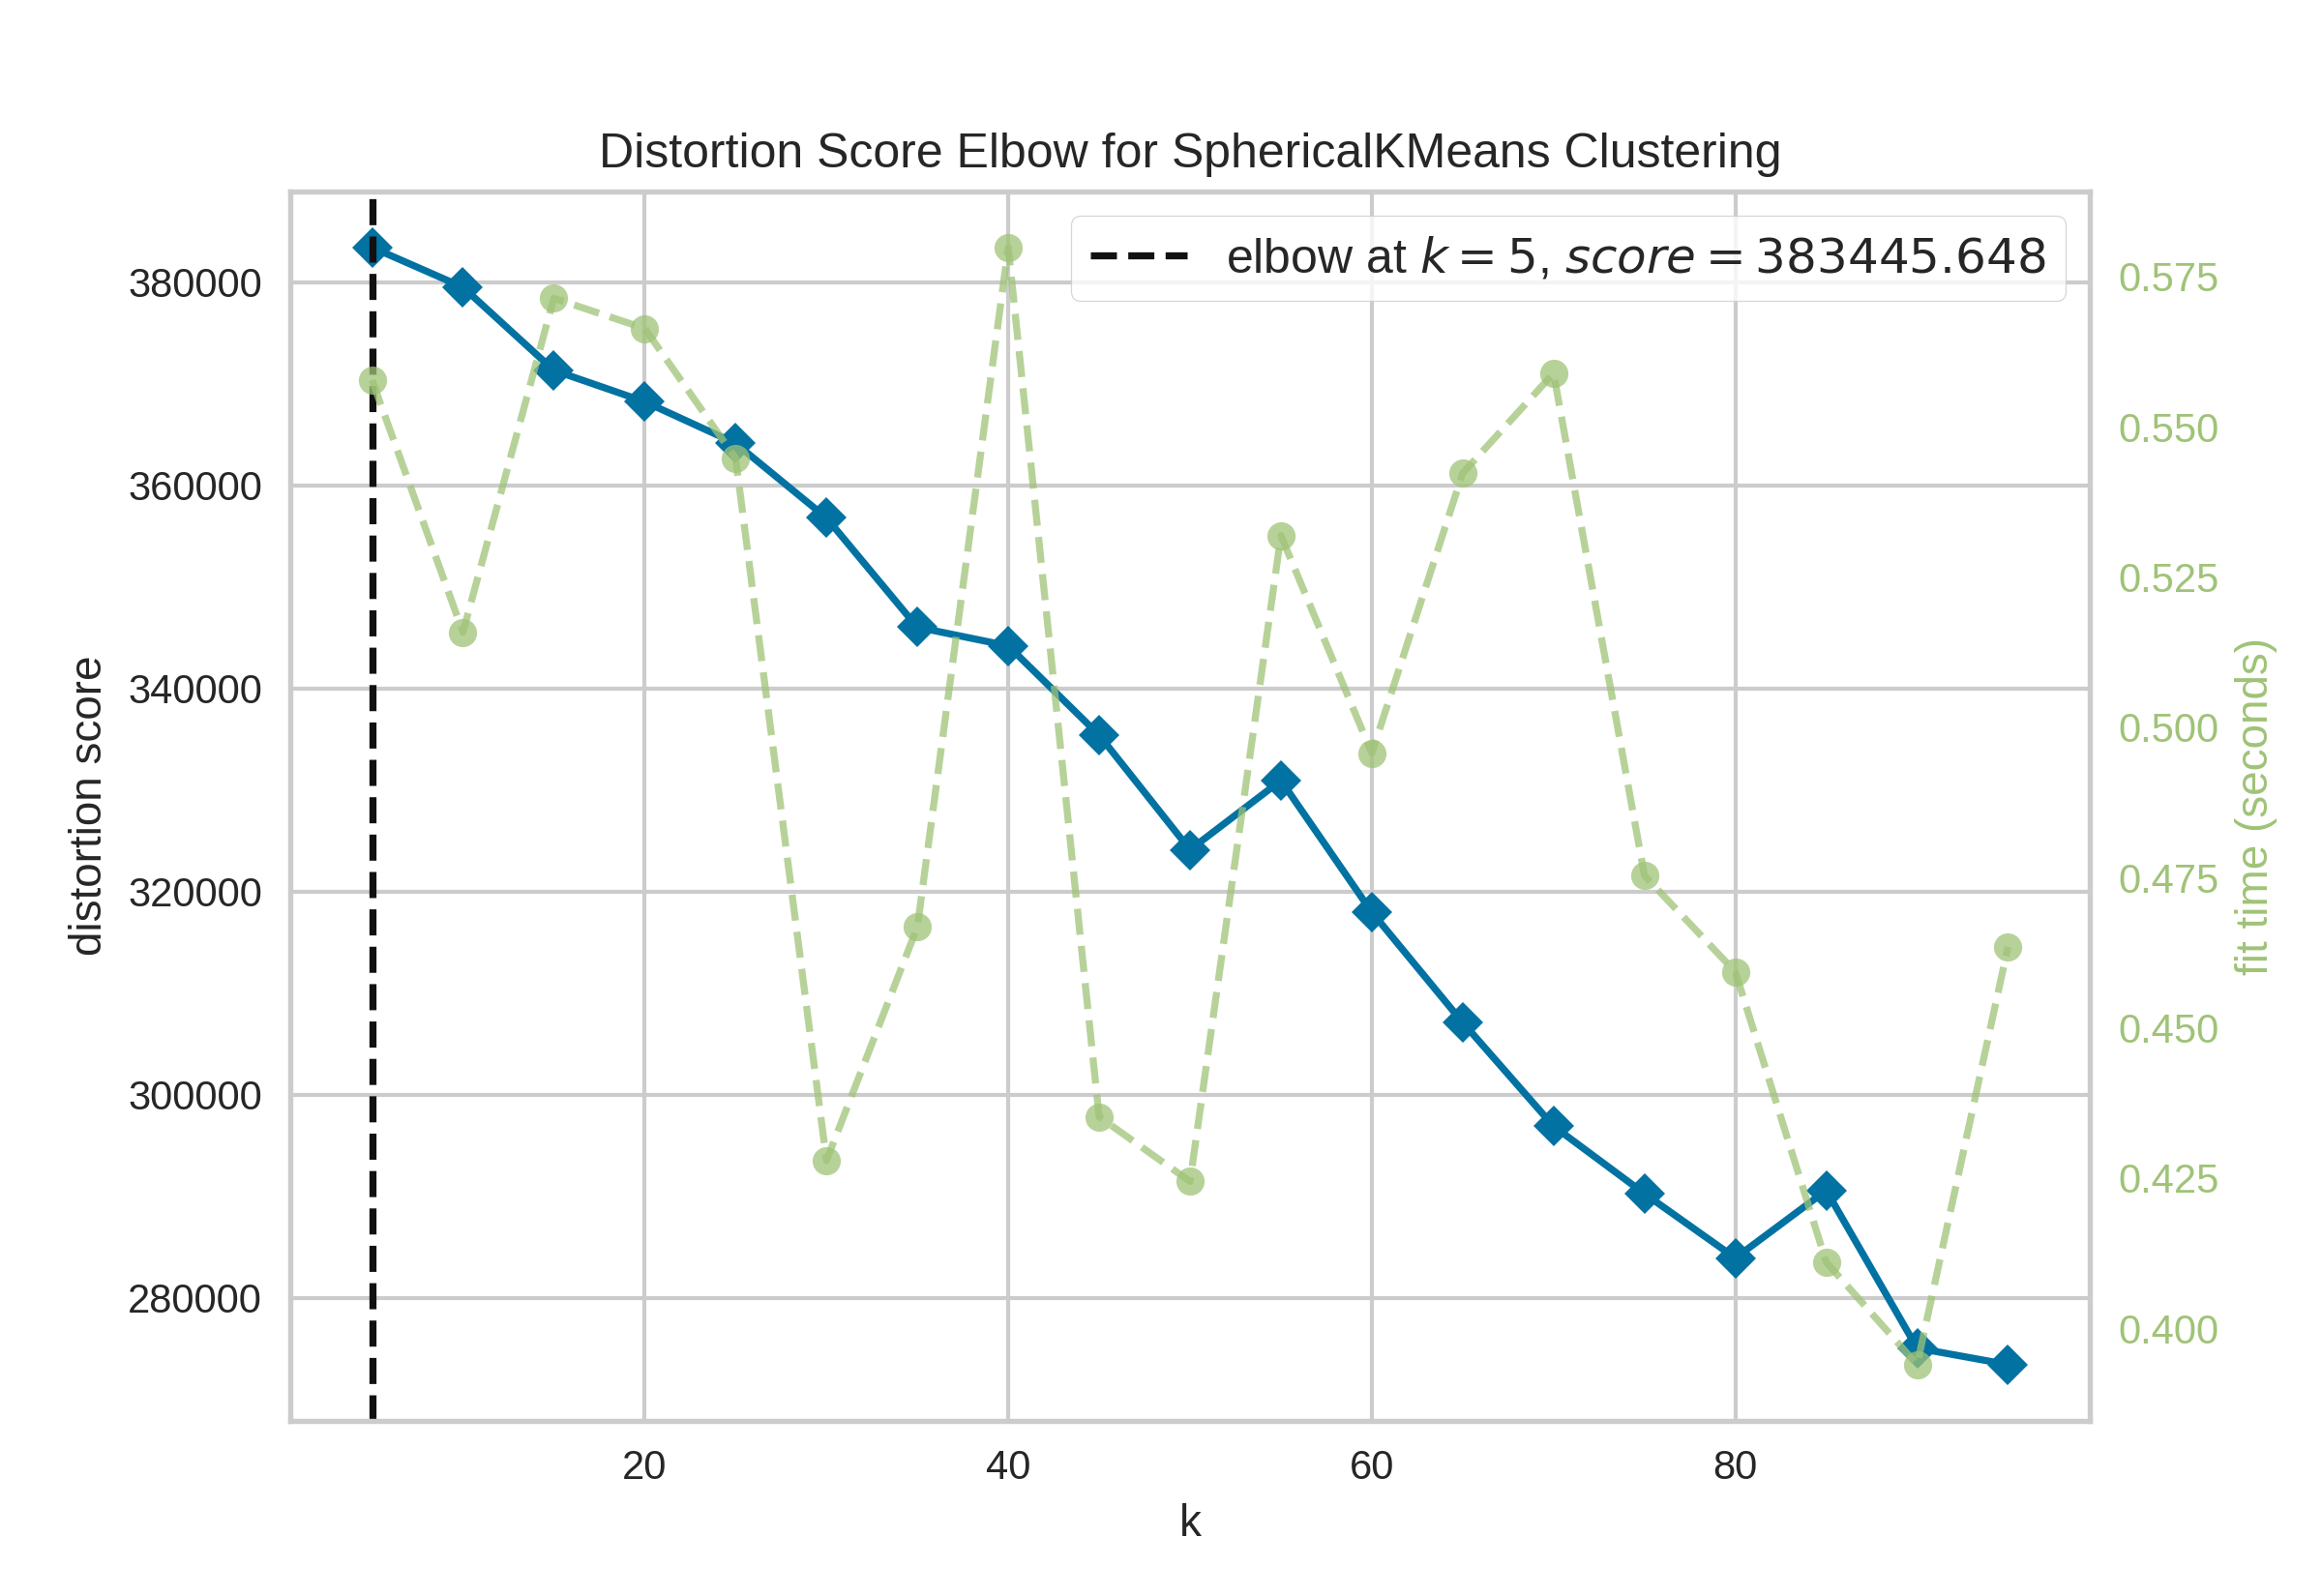 Distortion Score Elbow for SphericalKMeans Clustering
elbow at k = 5, score = 383445.648
distortion score
380000
360000
340000
320000
300000
280000
0.575
0.550
0.525
0.500
0.475
0.450
0.425
0.400
fit time (seconds)
20 40 60 80
k